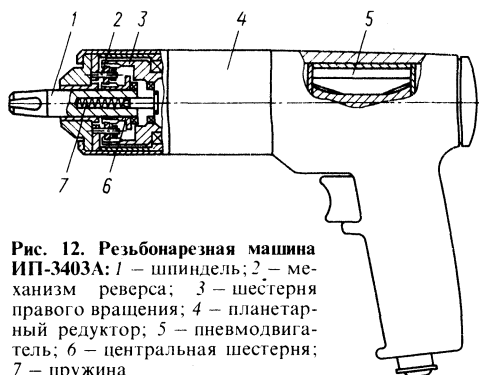 1 2 3 4 5
7 6
Рис. 12. Резьбонарезная машина
ИП-3403А: 1 — шпиндель; 2 — ме-
ханизм реверса; 3 — шестерня
правого вращения; 4 — планетар-
ный редуктор; 5 — пневмодвига-
тель; 6 — центральная шестерня;
7 — пружина